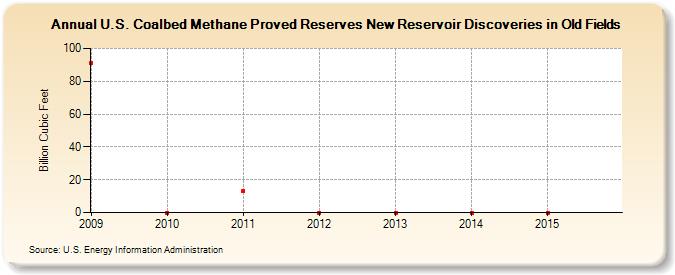 Annual U.S. Coalbed Methane Proved Reserves New Reservoir Discoveries in Old Fields
Billion Cubic Feet
100
80
60
40
20
0
2009 2010 2011 2012 2013 2014 2015
Source: U.S. Energy Information Administration